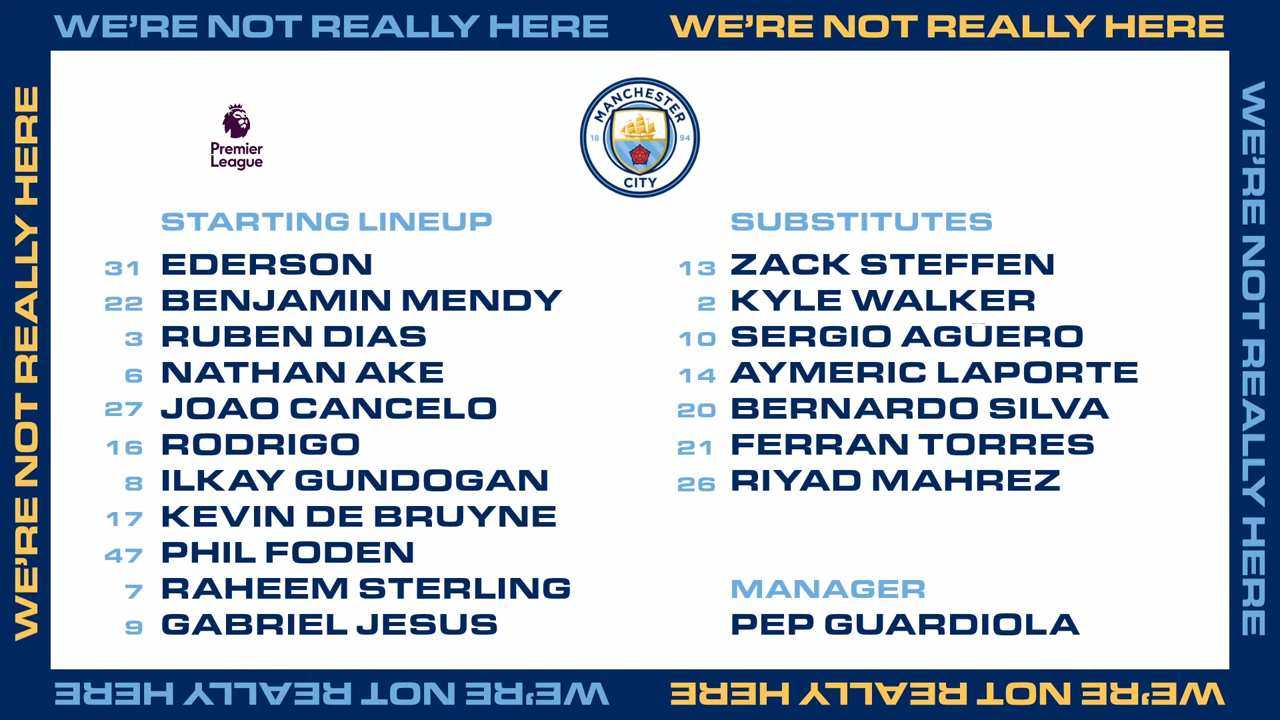 WE'RE NOT REALLY HERE WE'RE NOT REALLY HERE
WE'RE NOT REALLY HERE
WE'RE NOT REALLY HERE
Premier
League
MANCHESTER
18 94
CITY
STARTING LINEUP
31 EDERSON
22 BENJAMIN MENDY
3 RUBEN DIAS
6 NATHAN AKE
27 JOAO CANCELO
16 RODRIGO
8 ILKAY GUNDOGAN
17 KEVIN DE BRUYNE
47 PHIL FODEN
7 RAHEEM STERLING
9 GABRIEL JESUS
SUBSTITUTES
13 ZACK STEFFEN
2 KYLE WALKER
10 SERGIO AGÜERO
14 AYMERIC LAPORTE
20 BERNARDO SILVA
21 FERRAN TORRES
26 RIYAD MAHREZ
MANAGER
PEP GUARDIOLA
WE'RE NOT REALLY HERE WE'RE NOT REALLY HERE